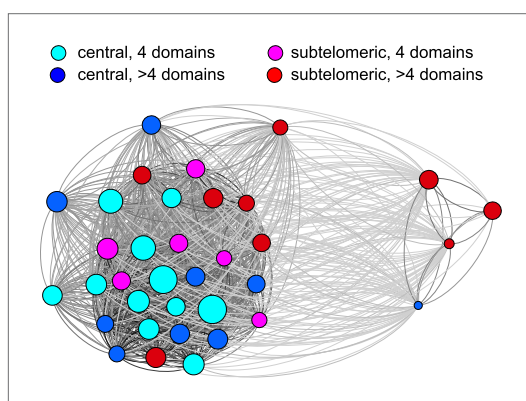 central, 4 domains
subtelomeric, 4 domains
central, >4 domains
subtelomeric, >4 domains